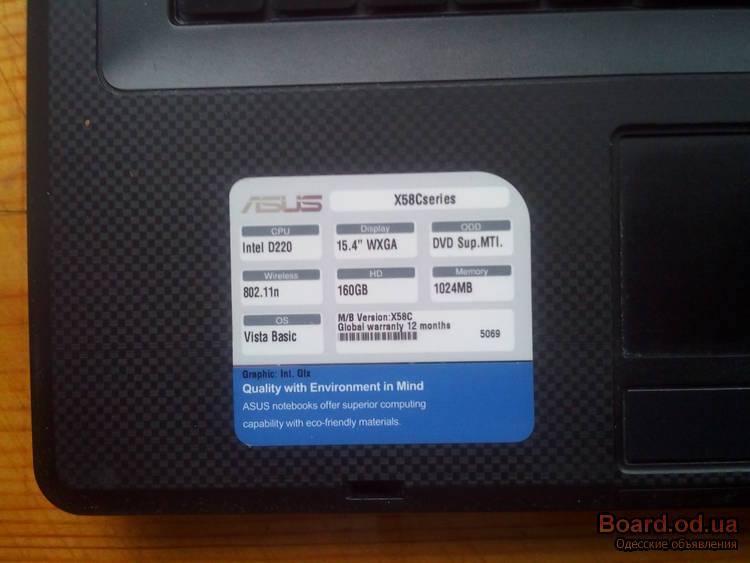 ASUS
X58Cseries
CPU
Intel D220
Display
15.4" WXGA
ODD
DVD Sup.MTI.
Wireless
802.11n
HD
160GB
Memory
1024MB
OS
Vista Basic
M/B Version:X58C
Global warranty 12 months
5069
Graphic: Int. Glx
Quality with Environment in Mind
ASUS notebooks offer superior computing
capability with eco-friendly materials.
Board.od.ua
Одесские объявления